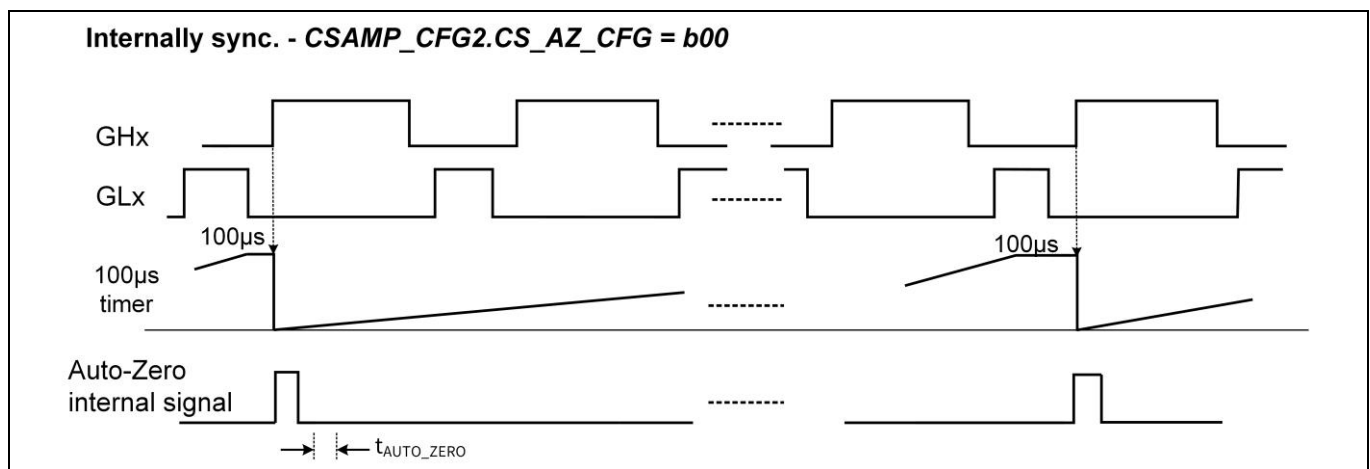 Internally sync. - CSAMP_CFG2.CS_AZ_CFG = b00
GHx
GLx
100µs
100µs
100µs
timer
Auto-Zero
internal signal
tAUTO_ZERO